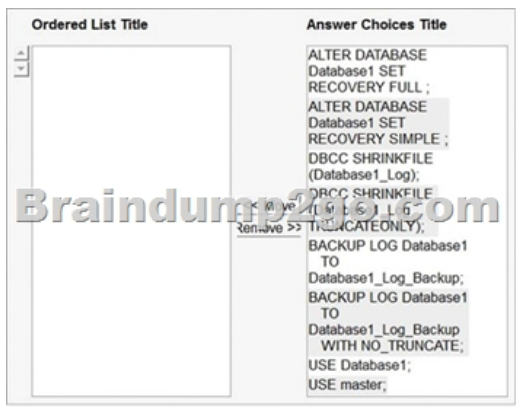 Ordered List Title
Answer Choices Title
ALTER DATABASE
Database1 SET
RECOVERY FULL ;
ALTER DATABASE
Database1 SET
RECOVERY SIMPLE ;
DBCC SHRINKFILE
(Database1_Log);
DBCC SHRINKFILE
(Database1_Log,
TRUNCATEONLY);
BACKUP LOG Database1
TO
Database1_Log_Backup;
BACKUP LOG Database1
TO
Database1_Log_Backup
WITH NO_TRUNCATE;
USE Database1;
USE master;
<< Move
Remove >>
Braindump2go.com